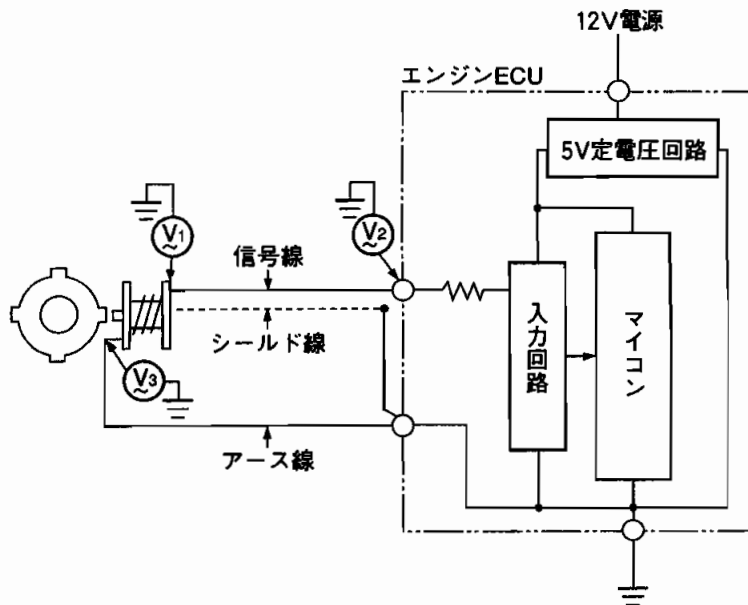 12V電源
エンジンECU
5V定電圧回路
V1
V2
信号線
入力回路
マイコン
シールド線
V3
アース線